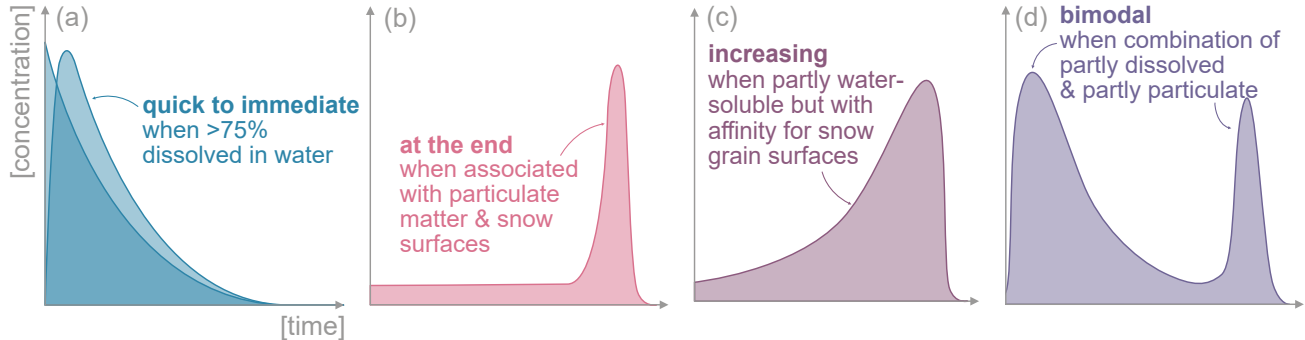 (a)
[concentration]
quick to immediate
when >75%
dissolved in water
[time]
(b)
at the end
when associated
with particulate
matter & snow
surfaces
(c)
increasing
when partly water-
soluble but with
affinity for snow
grain surfaces
(d)
bimodal
when combination of
partly dissolved
& partly particulate